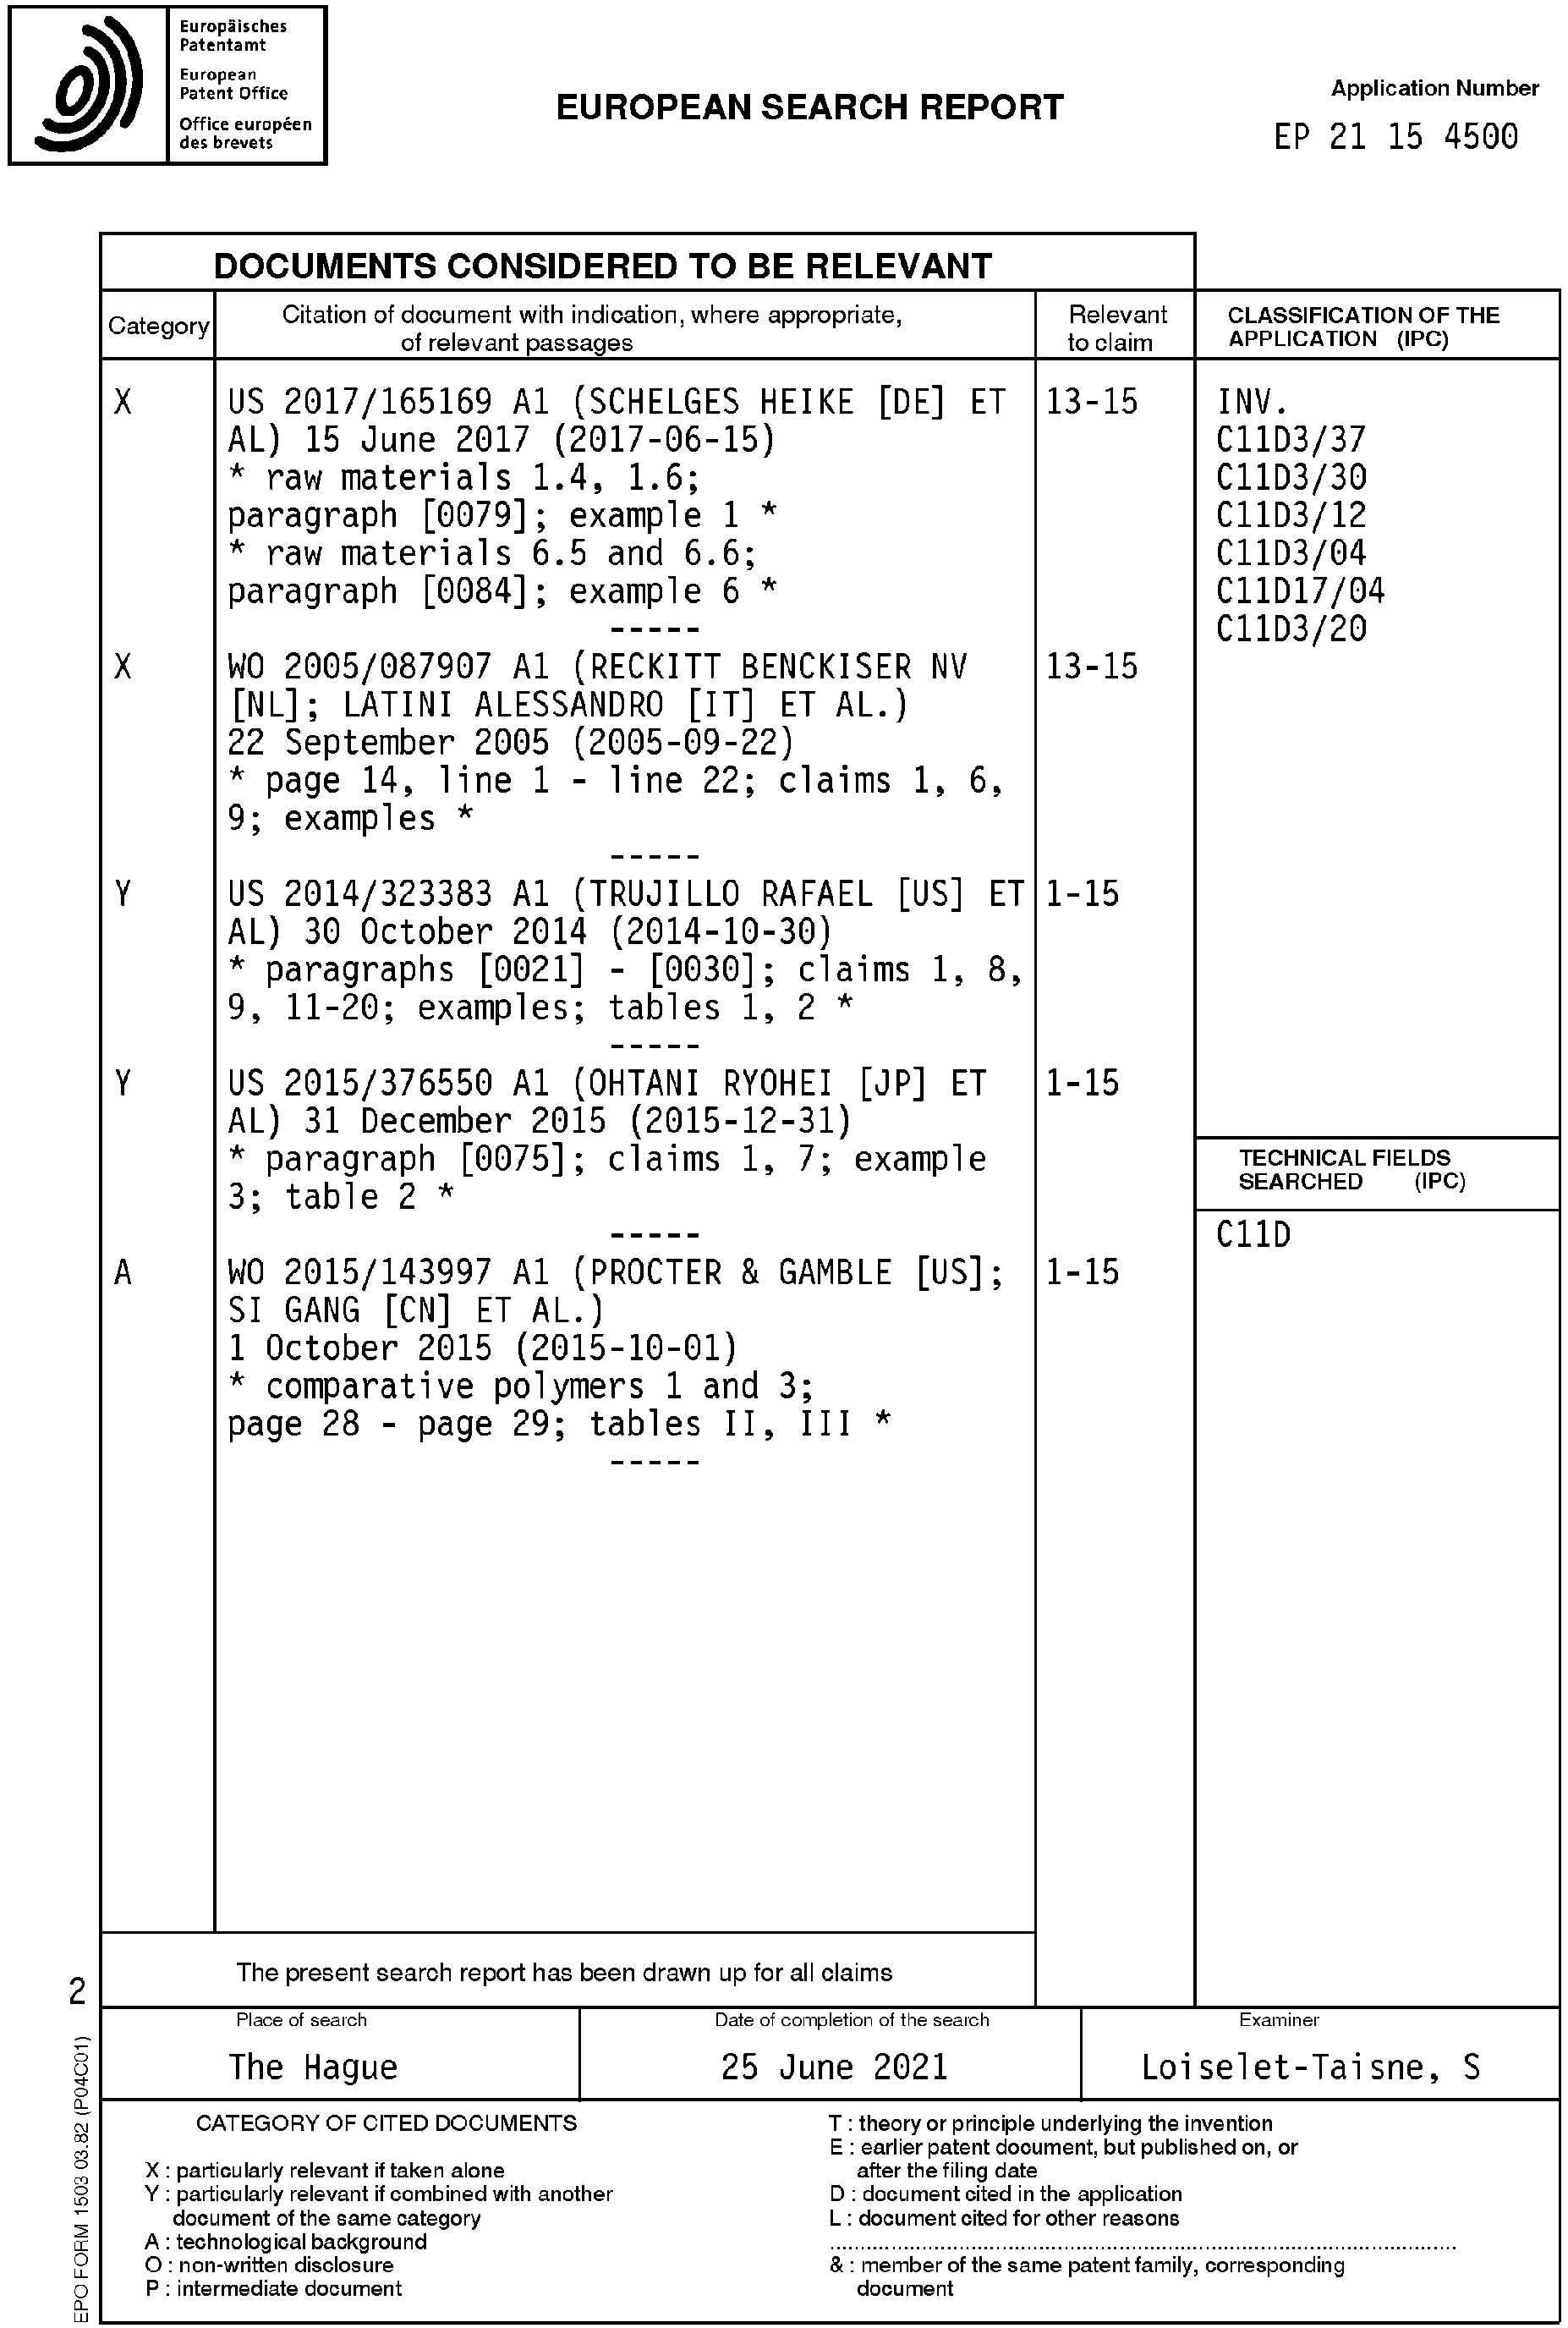 Europäisches
Patentamt
European
Patent Office
Office européen
des brevets
EUROPEAN SEARCH REPORT
Application Number
EP 21 15 4500
DOCUMENTS CONSIDERED TO BE RELEVANT
Category
Citation of document with indication, where appropriate,
of relevant passages
Relevant
to claim
CLASSIFICATION OF THE
APPLICATION (IPC)
X
US 2017/165169 A1 (SCHELGES HEIKE [DE] ET
AL) 15 June 2017 (2017-06-15)
* raw materials 1.4, 1.6;
paragraph [0079]; example 1 *
* raw materials 6.5 and 6.6;
paragraph [0084]; example 6 *
-----
13-15
X
WO 2005/087907 A1 (RECKITT BENCKISER NV
[NL]; LATINI ALESSANDRO [IT] ET AL.)
22 September 2005 (2005-09-22)
* page 14, line 1 - line 22; claims 1, 6,
9; examples *
-----
13-15
Y
US 2014/323383 A1 (TRUJILLO RAFAEL [US] ET
AL) 30 October 2014 (2014-10-30)
* paragraphs [0021] - [0030]; claims 1, 8,
9, 11-20; examples; tables 1, 2 *
-----
1-15
Y
US 2015/376550 A1 (OHTANI RYOHEI [JP] ET
AL) 31 December 2015 (2015-12-31)
* paragraph [0075]; claims 1, 7; example
3; table 2 *
-----
1-15
A
WO 2015/143997 A1 (PROCTER & GAMBLE [US];
SI GANG [CN] ET AL.)
1 October 2015 (2015-10-01)
* comparative polymers 1 and 3;
page 28 - page 29; tables II, III *
-----
1-15
INV.
C11D3/37
C11D3/30
C11D3/12
C11D3/04
C11D17/04
C11D3/20
TECHNICAL FIELDS
SEARCHED (IPC)
C11D
The present search report has been drawn up for all claims
2
Place of search
The Hague
Date of completion of the search
25 June 2021
Examiner
Loiselet-Taisne, S
CATEGORY OF CITED DOCUMENTS
X : particularly relevant if taken alone
Y : particularly relevant if combined with another
document of the same category
A : technological background
O : non-written disclosure
P : intermediate document
T : theory or principle underlying the invention
E : earlier patent document, but published on, or
after the filing date
D : document cited in the application
L : document cited for other reasons
& : member of the same patent family, corresponding
document
EPO FORM 1503 03.82 (P04C01)